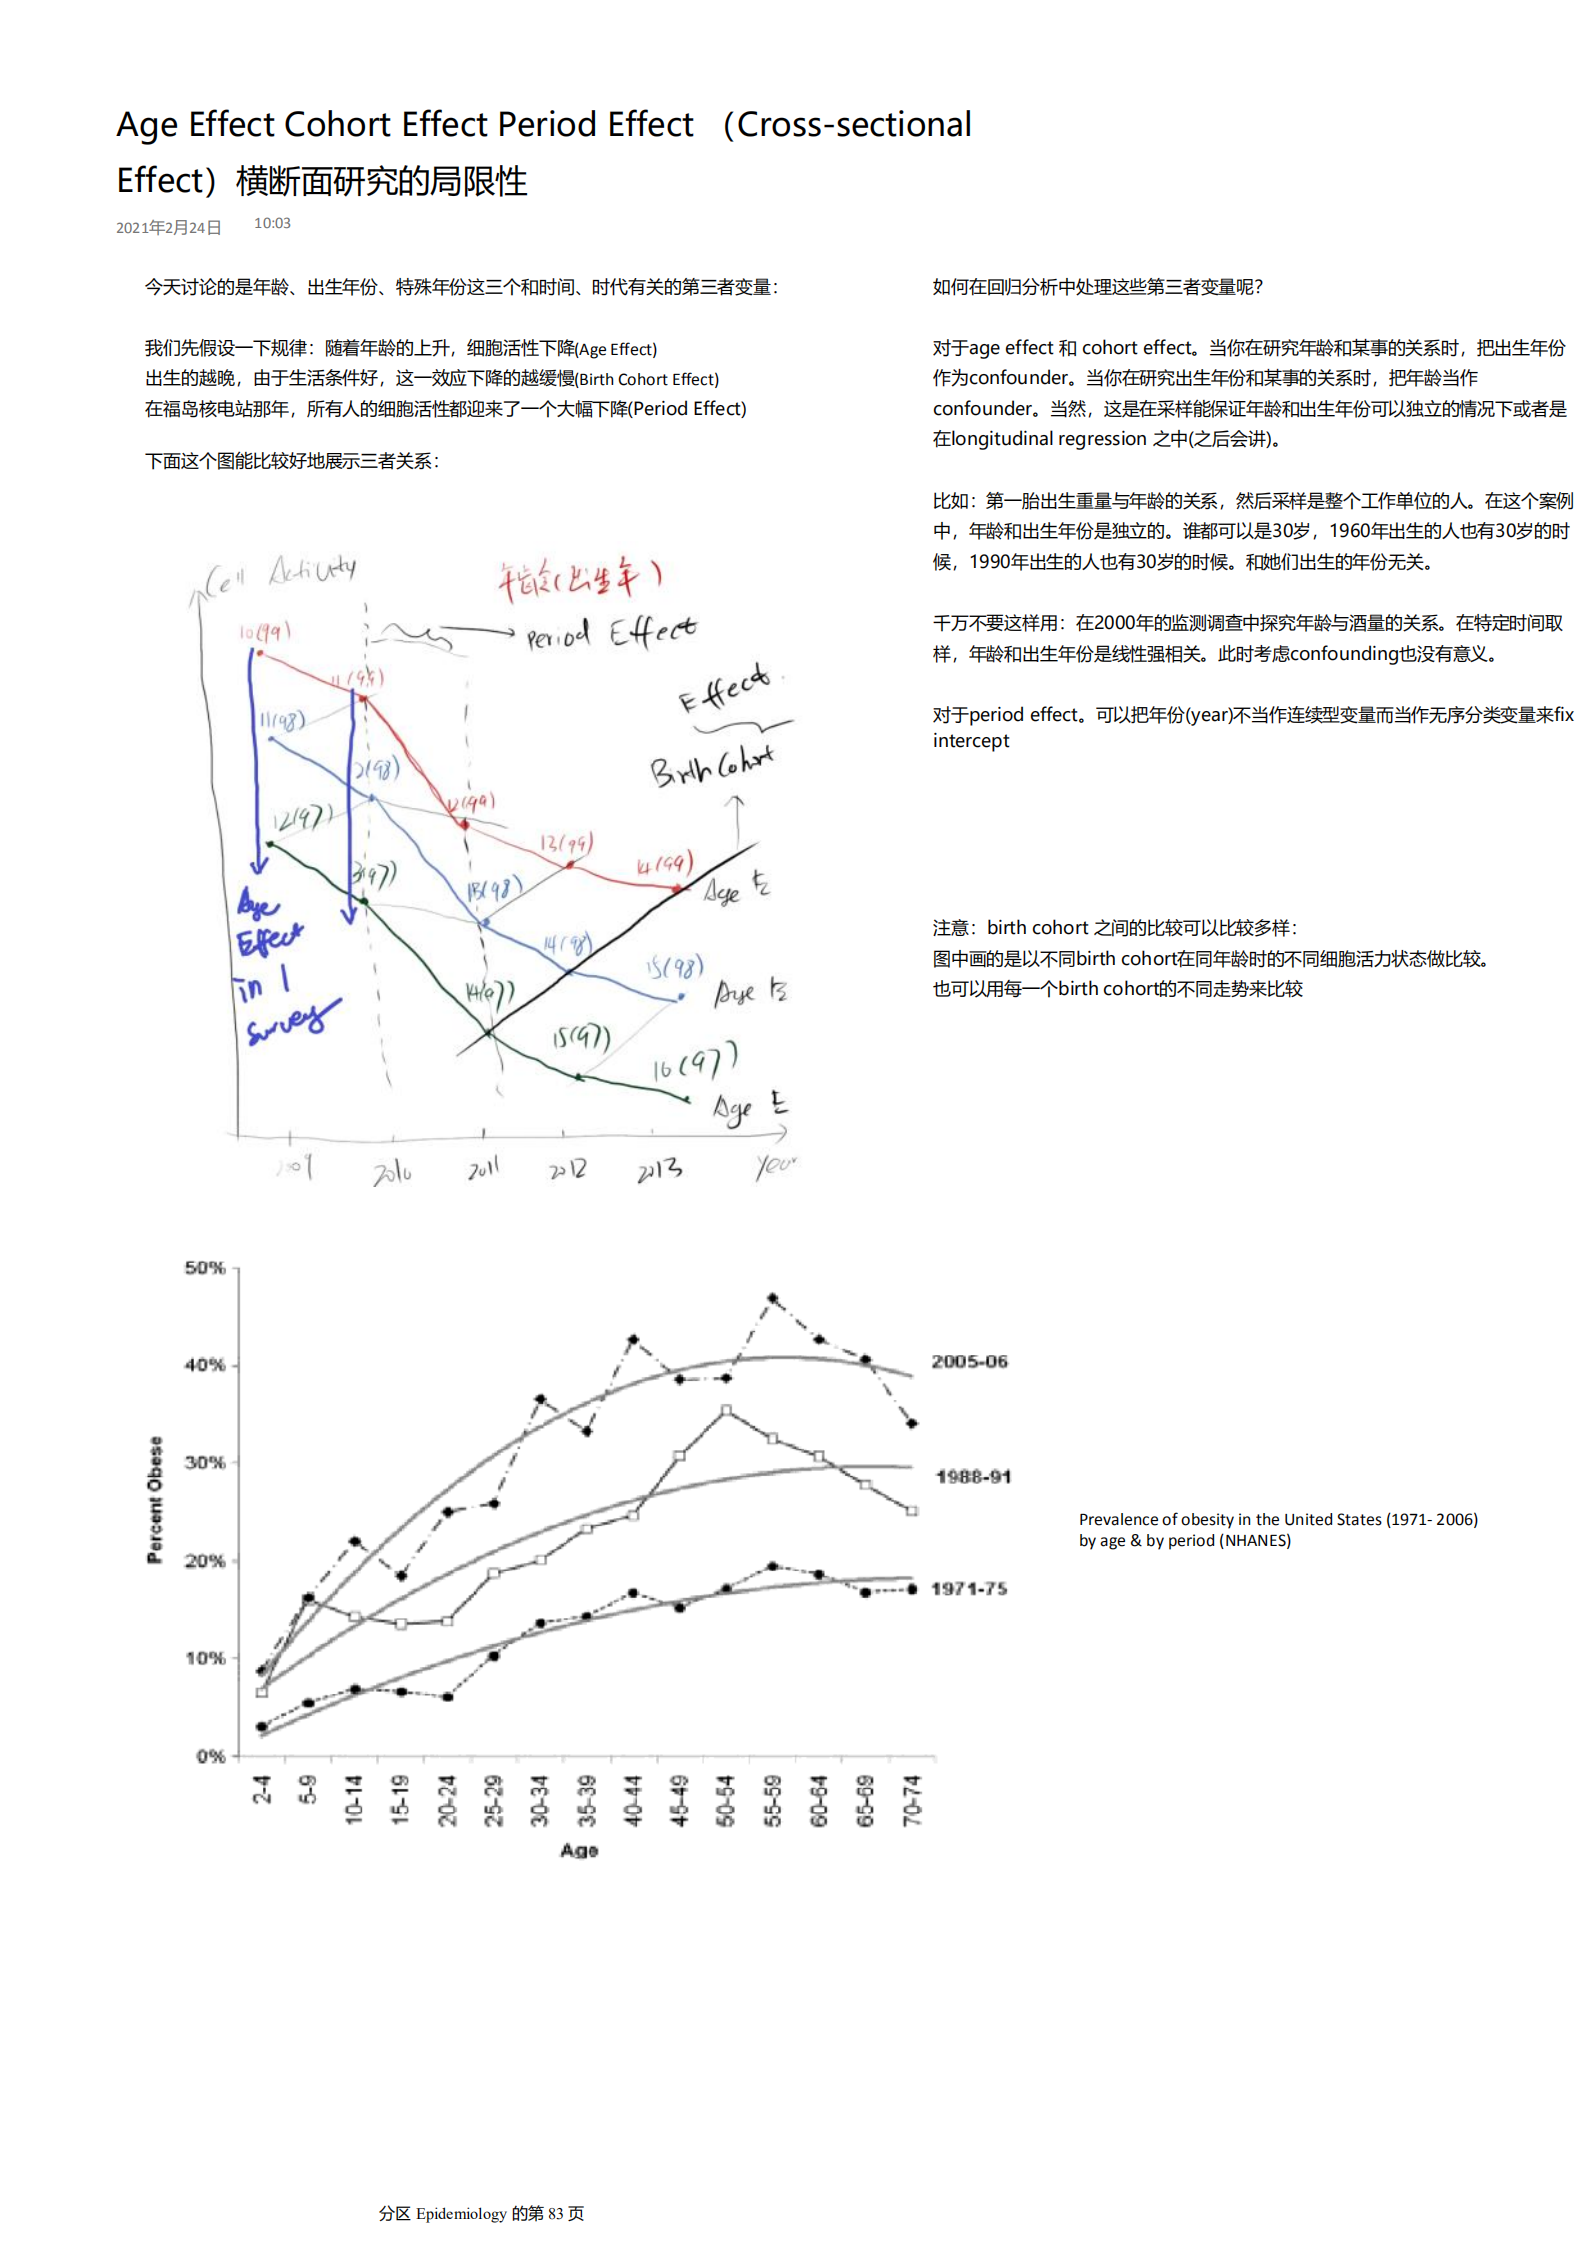 Age Effect Cohort Effect Period Effect （Cross-sectional
Effect）横断面研究的局限性
2021年2月24日 10:03
今天讨论的是年龄、出生年份、特殊年份这三个和时间、时代有关的第三者变量：
我们先假设一下规律：随着年龄的上升，细胞活性下降(Age Effect)
出生的越晚，由于生活条件好，这一效应下降的越缓慢(Birth Cohort Effect)
在福岛核电站那年，所有人的细胞活性都迎来了一个大幅下降(Period Effect)
下面这个图能比较好地展示三者关系：
Cell Activity
年龄(出生年)
period Effect
10(99)
11(99)
Effect
11(98)
Birth Cohort
2(98)
12(99)
12(97)
13(99)
14(99)
3(97)
13(98)
Age E
Age
Effect
in 1
survey
14(98)
15(98)
14(97)
Age E
15(97)
16(97)
Age E
2009
2010
2011
2012
2013
Year
如何在回归分析中处理这些第三者变量呢？
对于age effect 和 cohort effect。当你在研究年龄和某事的关系时，把出生年份
作为confounder。当你在研究出生年份和某事的关系时，把年龄当作
confounder。当然，这是在采样能保证年龄和出生年份可以独立的情况下或者是
在longitudinal regression 之中(之后会讲)。
比如：第一胎出生重量与年龄的关系，然后采样是整个工作单位的人。在这个案例
中，年龄和出生年份是独立的。谁都可以是30岁，1960年出生的人也有30岁的时
候，1990年出生的人也有30岁的时候。和她们出生的年份无关。
千万不要这样用：在2000年的监测调查中探究年龄与酒量的关系。在特定时间取
样，年龄和出生年份是线性强相关。此时考虑confounding也没有意义。
对于period effect。可以把年份(year)不当作连续型变量而当作无序分类变量来fix
intercept
注意：birth cohort 之间的比较可以比较多样：
图中画的是以不同birth cohort在同年龄时的不同细胞活力状态做比较。
也可以用每一个birth cohort的不同走势来比较
50%
40%
30%
20%
10%
0%
Percent Obese
2005-06
1988-91
1971-75
2-4
5-9
10-14
15-19
20-24
25-29
30-34
35-39
40-44
45-49
50-54
55-59
60-64
65-69
70-74
Age
Prevalence of obesity in the United States (1971- 2006)
by age & by period (NHANES)
分区 Epidemiology 的第 83 页